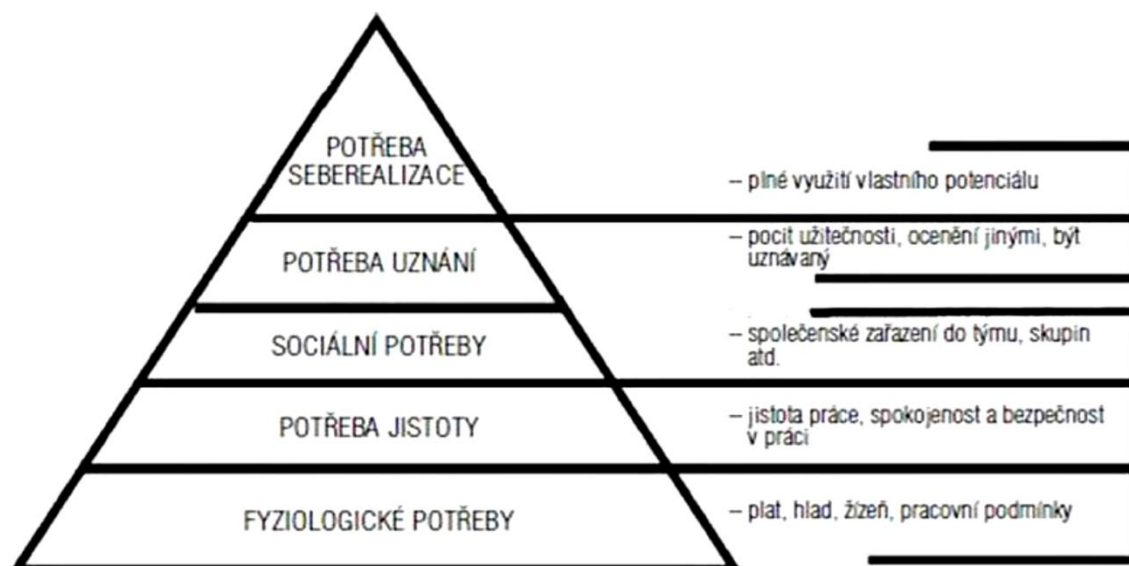 POTŘEBA
SEBEREALIZACE
– plné využití vlastního potenciálu
POTŘEBA UZNÁNÍ
– pocit užitečnosti, ocenění jinými, být
uznávaný
SOCIÁLNÍ POTŘEBY
– společenské zařazení do týmu, skupin
atd.
POTŘEBA JISTOTY
– jistota práce, spokojenost a bezpečnost
v práci
FYZIOLOGICKÉ POTŘEBY
– plat, hlad, žízeň, pracovní podmínky